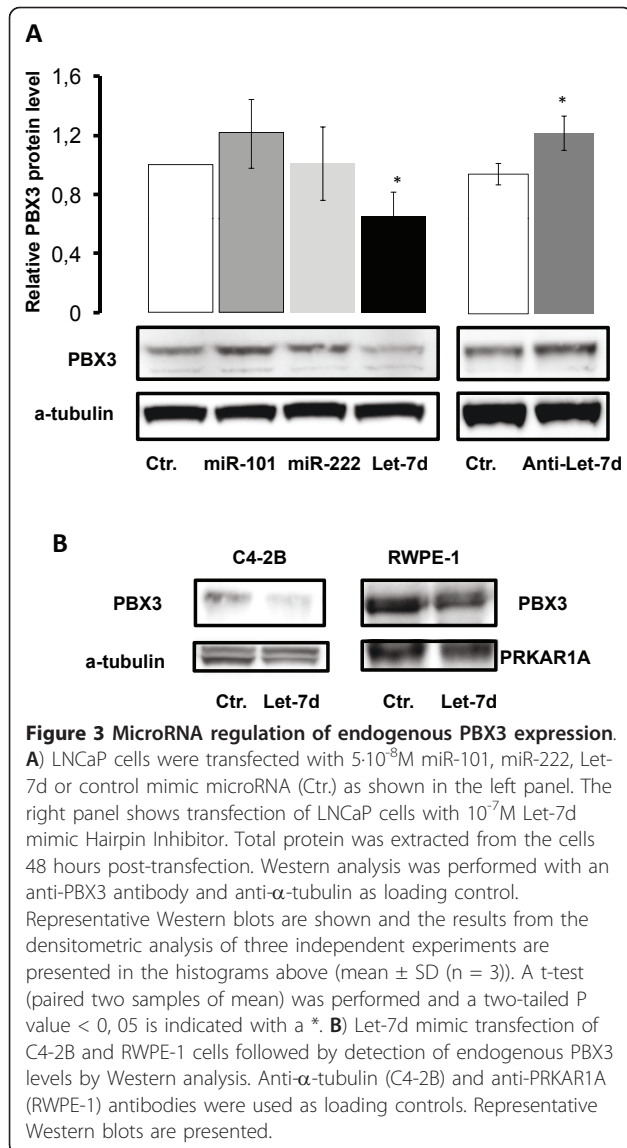 A
Relative PBX3 protein level
1,6
1,2
0,8
0,4
0
*
*
PBX3
a-tubulin
Ctr. miR-101 miR-222 Let-7d Ctr. Anti-Let-7d
B
C4-2B RWPE-1
PBX3 PBX3
a-tubulin PRKAR1A
Ctr. Let-7d Ctr. Let-7d
Figure 3 MicroRNA regulation of endogenous PBX3 expression.
A) LNCaP cells were transfected with 5·10⁻⁸M miR-101, miR-222, Let-
7d or control mimic microRNA (Ctr.) as shown in the left panel. The
right panel shows transfection of LNCaP cells with 10⁻⁷M Let-7d
mimic Hairpin Inhibitor. Total protein was extracted from the cells
48 hours post-transfection. Western analysis was performed with an
anti-PBX3 antibody and anti-α-tubulin as loading control.
Representative Western blots are shown and the results from the
densitometric analysis of three independent experiments are
presented in the histograms above (mean ± SD (n = 3)). A t-test
(paired two samples of mean) was performed and a two-tailed P
value < 0, 05 is indicated with a *. B) Let-7d mimic transfection of
C4-2B and RWPE-1 cells followed by detection of endogenous PBX3
levels by Western analysis. Anti-α-tubulin (C4-2B) and anti-PRKAR1A
(RWPE-1) antibodies were used as loading controls. Representative
Western blots are presented.